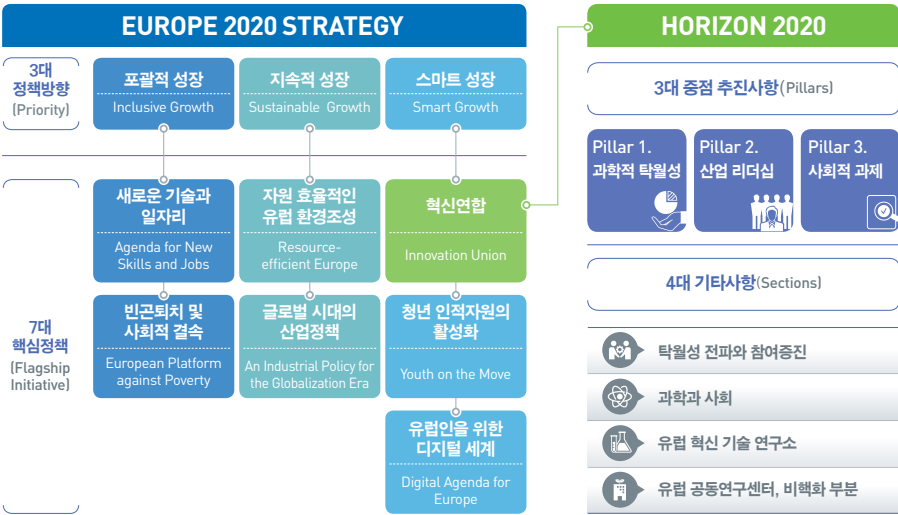 EUROPE 2020 STRATEGY
3대
정책방향
(Priority)
포괄적 성장
Inclusive Growth
지속적 성장
Sustainable Growth
스마트 성장
Smart Growth
7대
핵심정책
(Flagship
Initiative)
새로운 기술과
일자리
Agenda for New
Skills and Jobs
자원 효율적인
유럽 환경조성
Resource-
efficient Europe
혁신연합
Innovation Union
빈곤퇴치 및
사회적 결속
European Platform
against Poverty
글로벌 시대의
산업정책
An Industrial Policy for
the Globalization Era
청년 인적자원의
활성화
Youth on the Move
유럽인을 위한
디지털 세계
Digital Agenda for
Europe
HORIZON 2020
3대 중점 추진사항(Pillars)
Pillar 1.
과학적 탁월성
Pillar 2.
산업 리더십
Pillar 3.
사회적 과제
4대 기타사항(Sections)
탁월성 전파와 참여증진
과학과 사회
유럽 혁신 기술 연구소
유럽 공동연구센터, 비핵화 부분